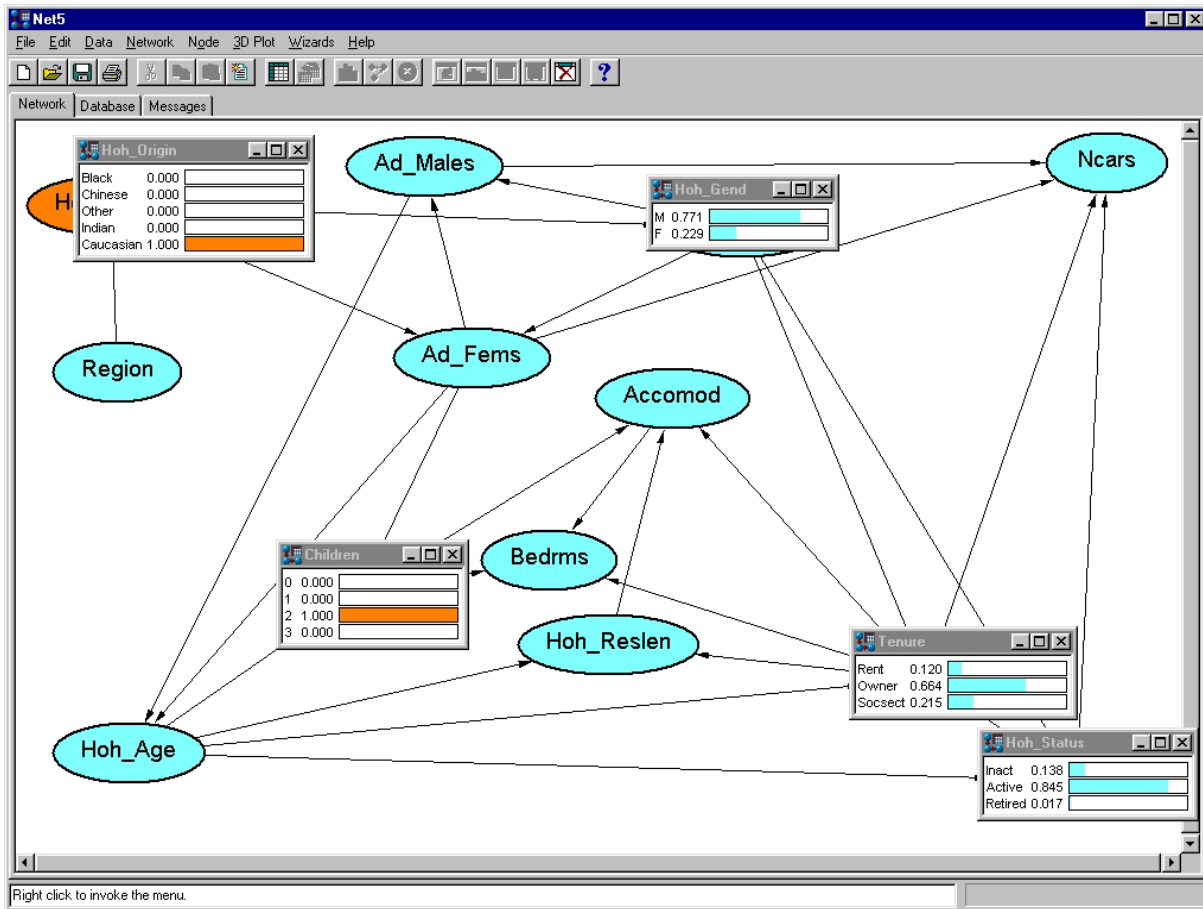 Net5
File Edit Data Network Node 3D Plot Wizards Help
?
Network Database Messages
Hoh_Origin
Black 0.000
Chinese 0.000
Other 0.000
Indian 0.000
Caucasian 1.000
H
Ad_Males
Ncars
Hoh_Gend
M 0.771
F 0.229
Region
Ad_Fems
Accomod
Children
0 0.000
1 0.000
2 1.000
3 0.000
Bedrms
Hoh_Reslen
Tenure
Rent 0.120
Owner 0.664
Socsect 0.215
Hoh_Age
Hoh_Status
Inact 0.138
Active 0.845
Retired 0.017
Right click to invoke the menu.